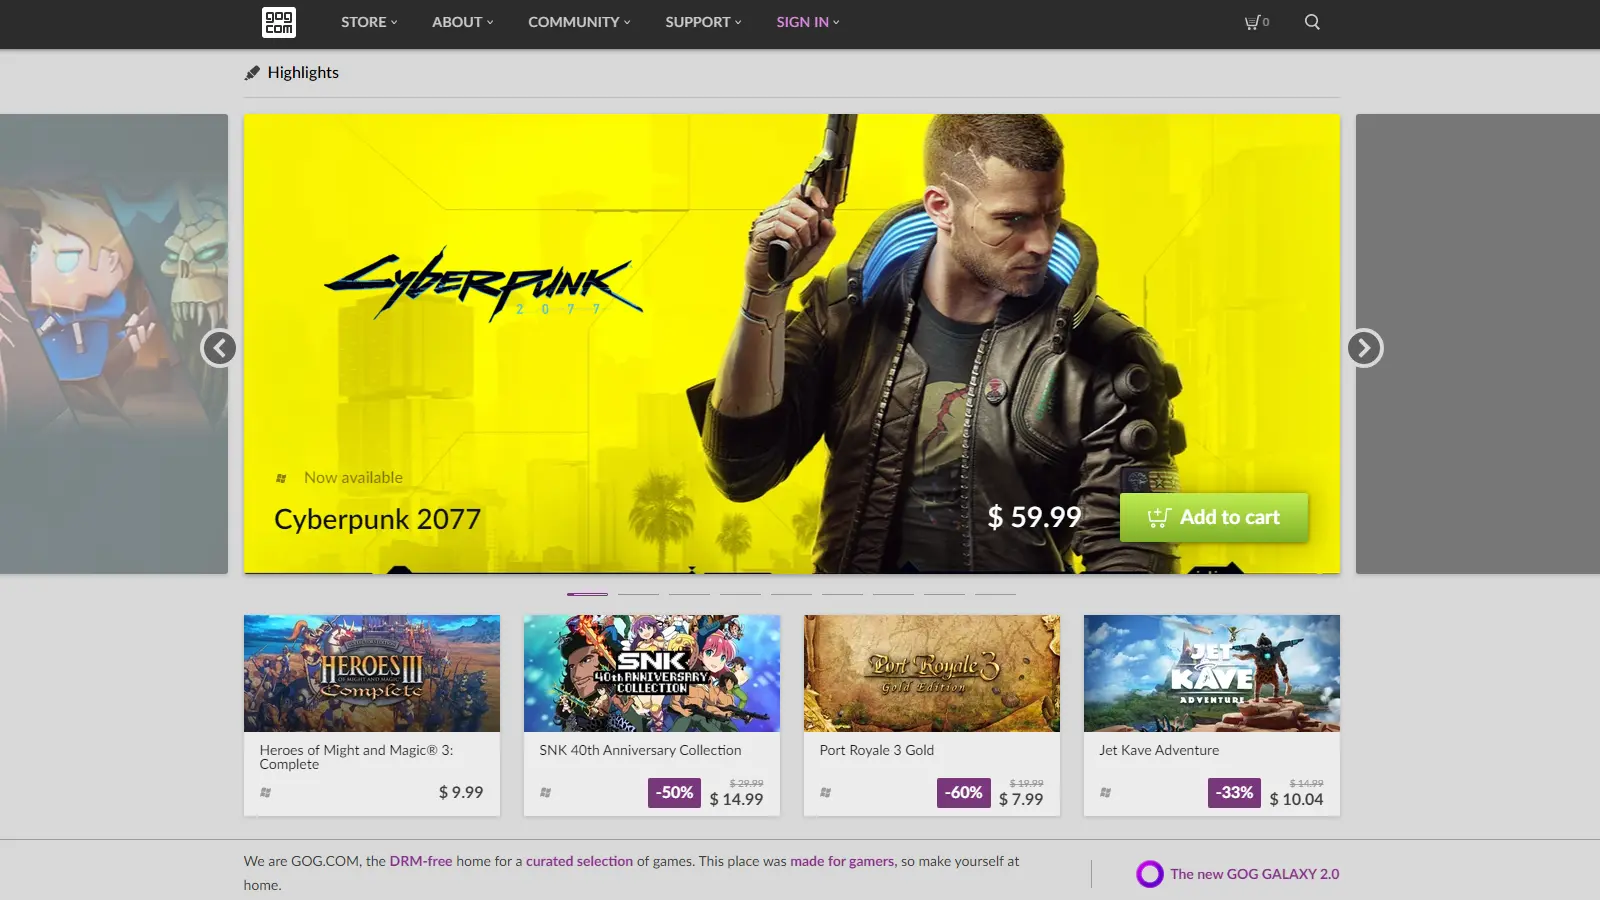 gog
com
STORE
ABOUT
COMMUNITY
SUPPORT
SIGN IN
0
Highlights
CYBERPUNK
2077
Now available
Cyberpunk 2077
$ 59.99
Add to cart
HEROES III
OF MIGHT AND MAGIC
Complete
Heroes of Might and Magic® 3:
Complete
$ 9.99
SNK
40th ANNIVERSARY
COLLECTION
SNK 40th Anniversary Collection
-50%
$ 29.99
$ 14.99
Port Royale 3
Gold Edition
Port Royale 3 Gold
-60%
$ 19.99
$ 7.99
JET
KAVE
ADVENTURE
Jet Kave Adventure
-33%
$ 14.99
$ 10.04
We are GOG.COM, the DRM-free home for a curated selection of games. This place was made for gamers, so make yourself at
home.
The new GOG GALAXY 2.0